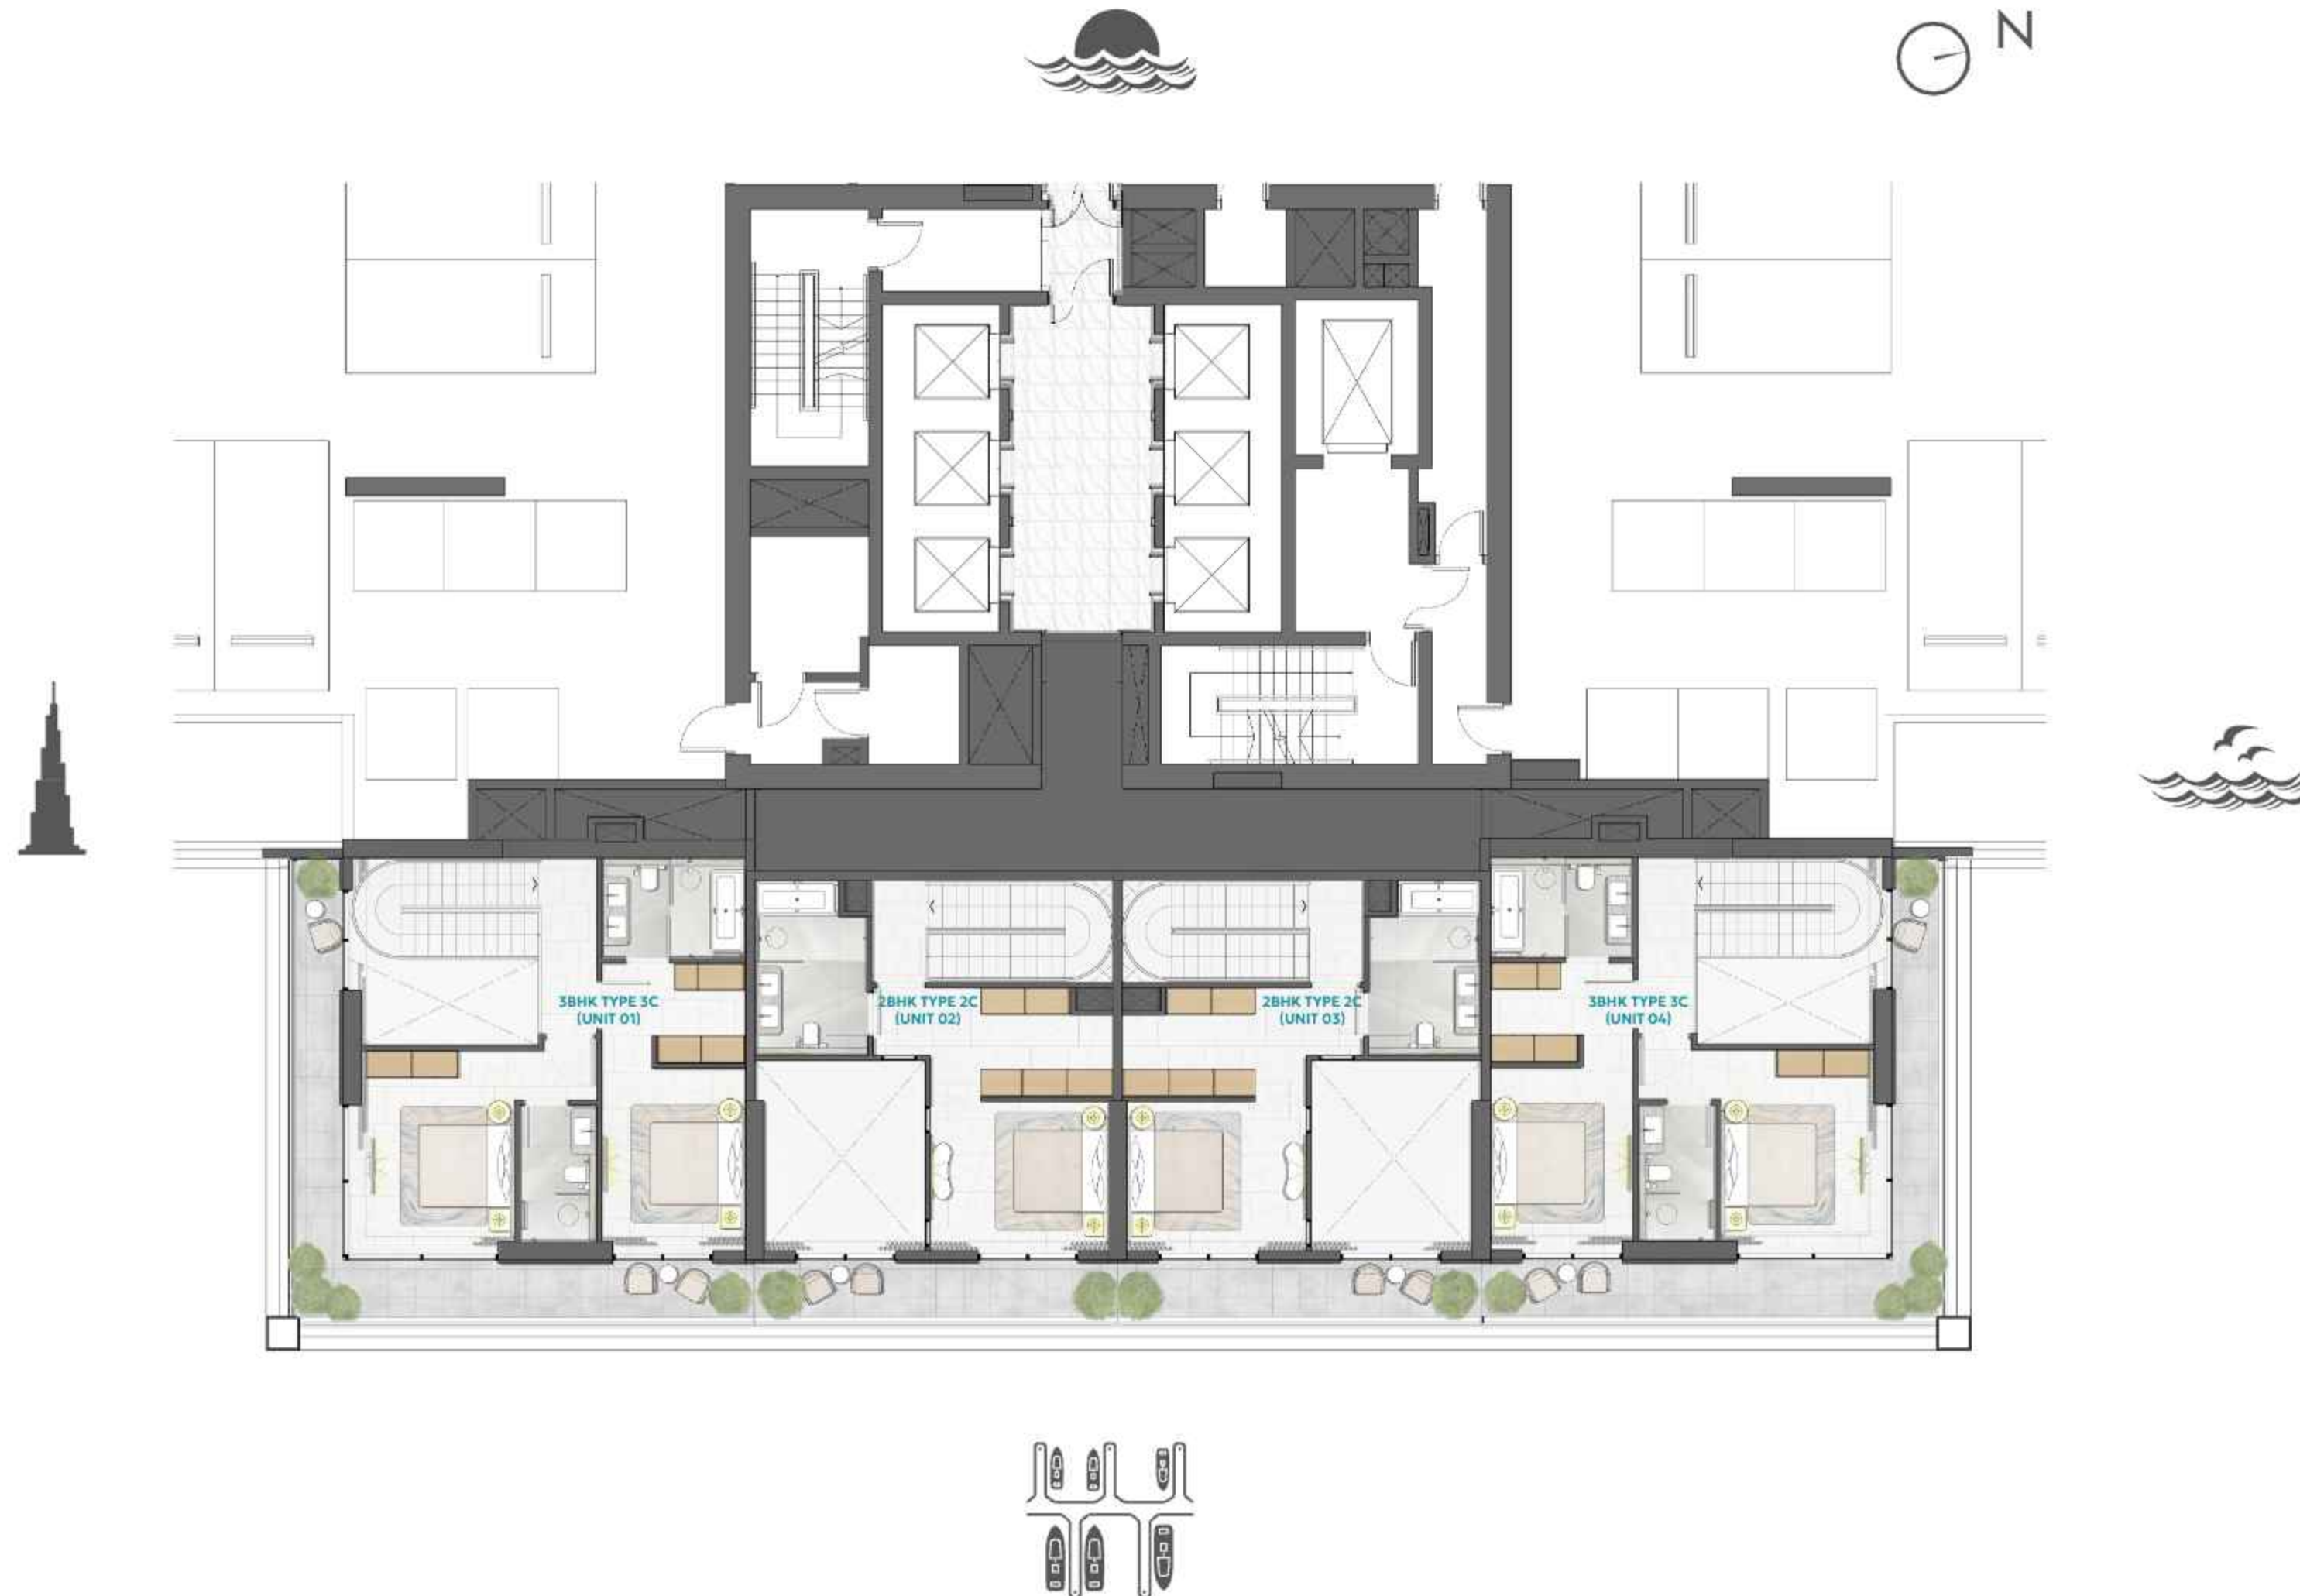 N
3BHK TYPE 3C
(UNIT 01)
2BHK TYPE 2C
(UNIT 02)
2BHK TYPE 2C
(UNIT 03)
3BHK TYPE 3C
(UNIT 04)